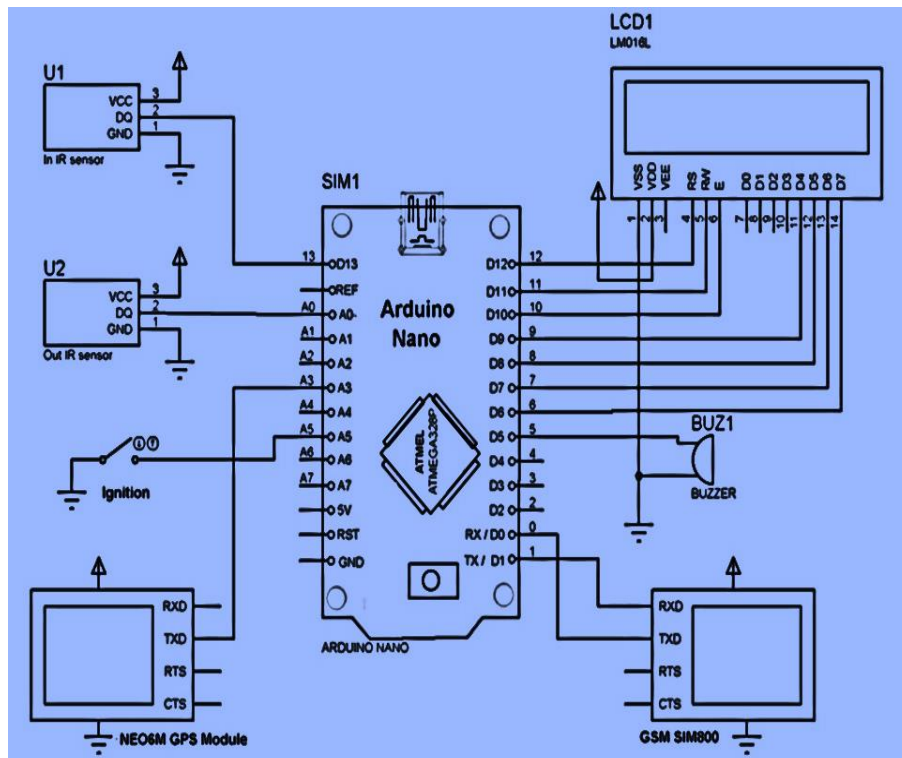 LCD1
LM016L
U1
VCC 3
DQ 2
GND 1
In IR sensor
VSS VDD VEE RS RW E D0 D1 D2 D3 D4 D5 D6 D7
1 2 3 4 5 6 7 8 9 10 11 12 13 14
SIM1
U2
VCC 3
DQ 2
GND 1
Out IR sensor
13 D13
REF
A0 A0
A1 A1
A2 A2
A3 A3
A4 A4
A5 A5
A6 A6
A7 A7
5V
RST
GND
Arduino
Nano
ATMEL
ATMEGA328P
D12 12
D11 11
D10 10
D9 9
D8 8
D7 7
D6 6
D5 5
D4 4
D3 3
D2 2
RX / D0 0
TX / D1 1
ARDUINO NANO
BUZ1
BUZZER
Ignition
RXD
TXD
RTS
CTS
NEO6M GPS Module
RXD
TXD
RTS
CTS
GSM SIM800